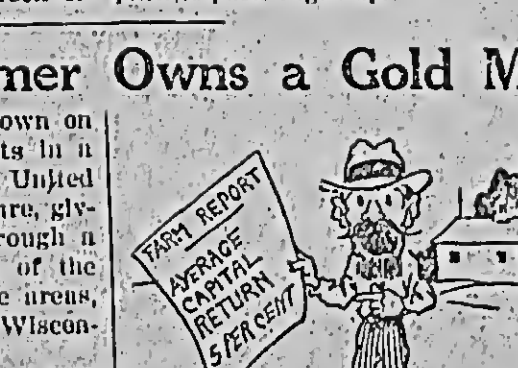 mer Owns a Gold M
own on
ts in a
United
ure, giv-
rough a
of the
e areas,
Wiscon-
FARM REPORT
AVERAGE
CAPITAL
RETURN
5 PER CENT